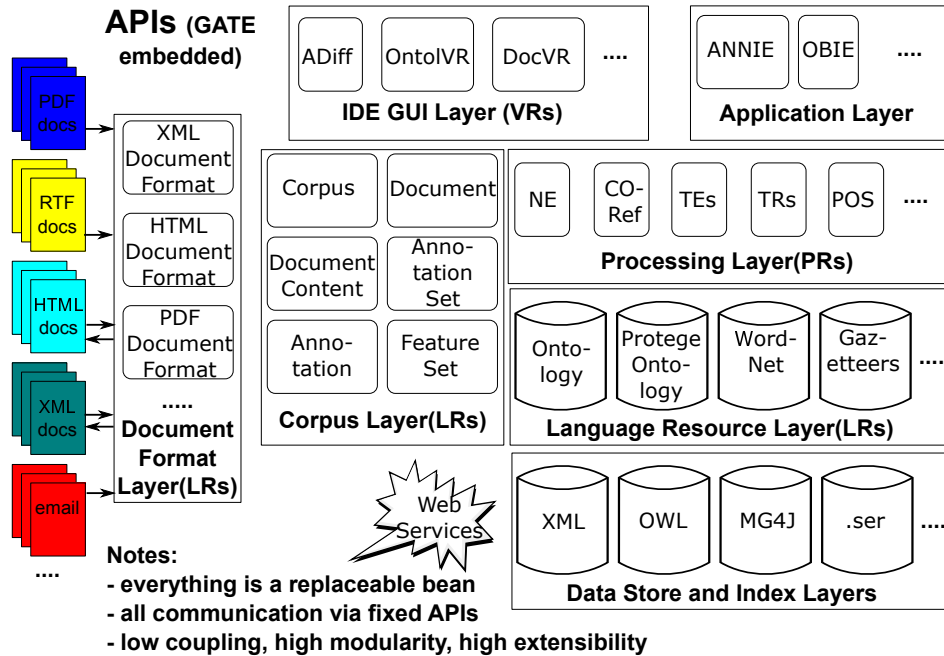 APIs (GATE
embedded)
PDF
docs
RTF
docs
HTML
docs
XML
docs
email
....
XML
Document
Format
HTML
Document
Format
PDF
Document
Format
.....
Document
Format
Layer(LRs)
ADiff
OntolVR
DocVR
....
IDE GUI Layer (VRs)
ANNIE
OBIE
....
Application Layer
Corpus
Document
Document
Content
Anno-
tation
Set
Anno-
tation
Feature
Set
Corpus Layer(LRs)
NE
CO-
Ref
TEs
TRs
POS
....
Processing Layer(PRs)
Onto-
logy
Protege
Onto-
logy
Word-
Net
Gaz-
etteers
....
Language Resource Layer(LRs)
XML
OWL
MG4J
.ser
....
Data Store and Index Layers
Web
Services
Notes:
- everything is a replaceable bean
- all communication via fixed APIs
- low coupling, high modularity, high extensibility